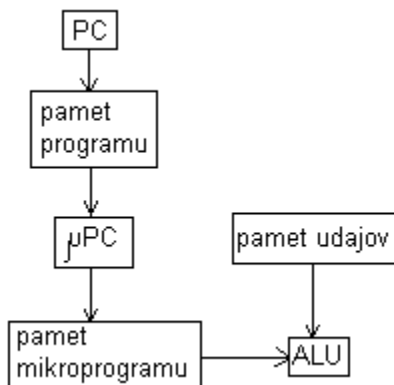 PC
pamet
programu
µPC
pamet udajov
pamet
mikroprogramu
ALU